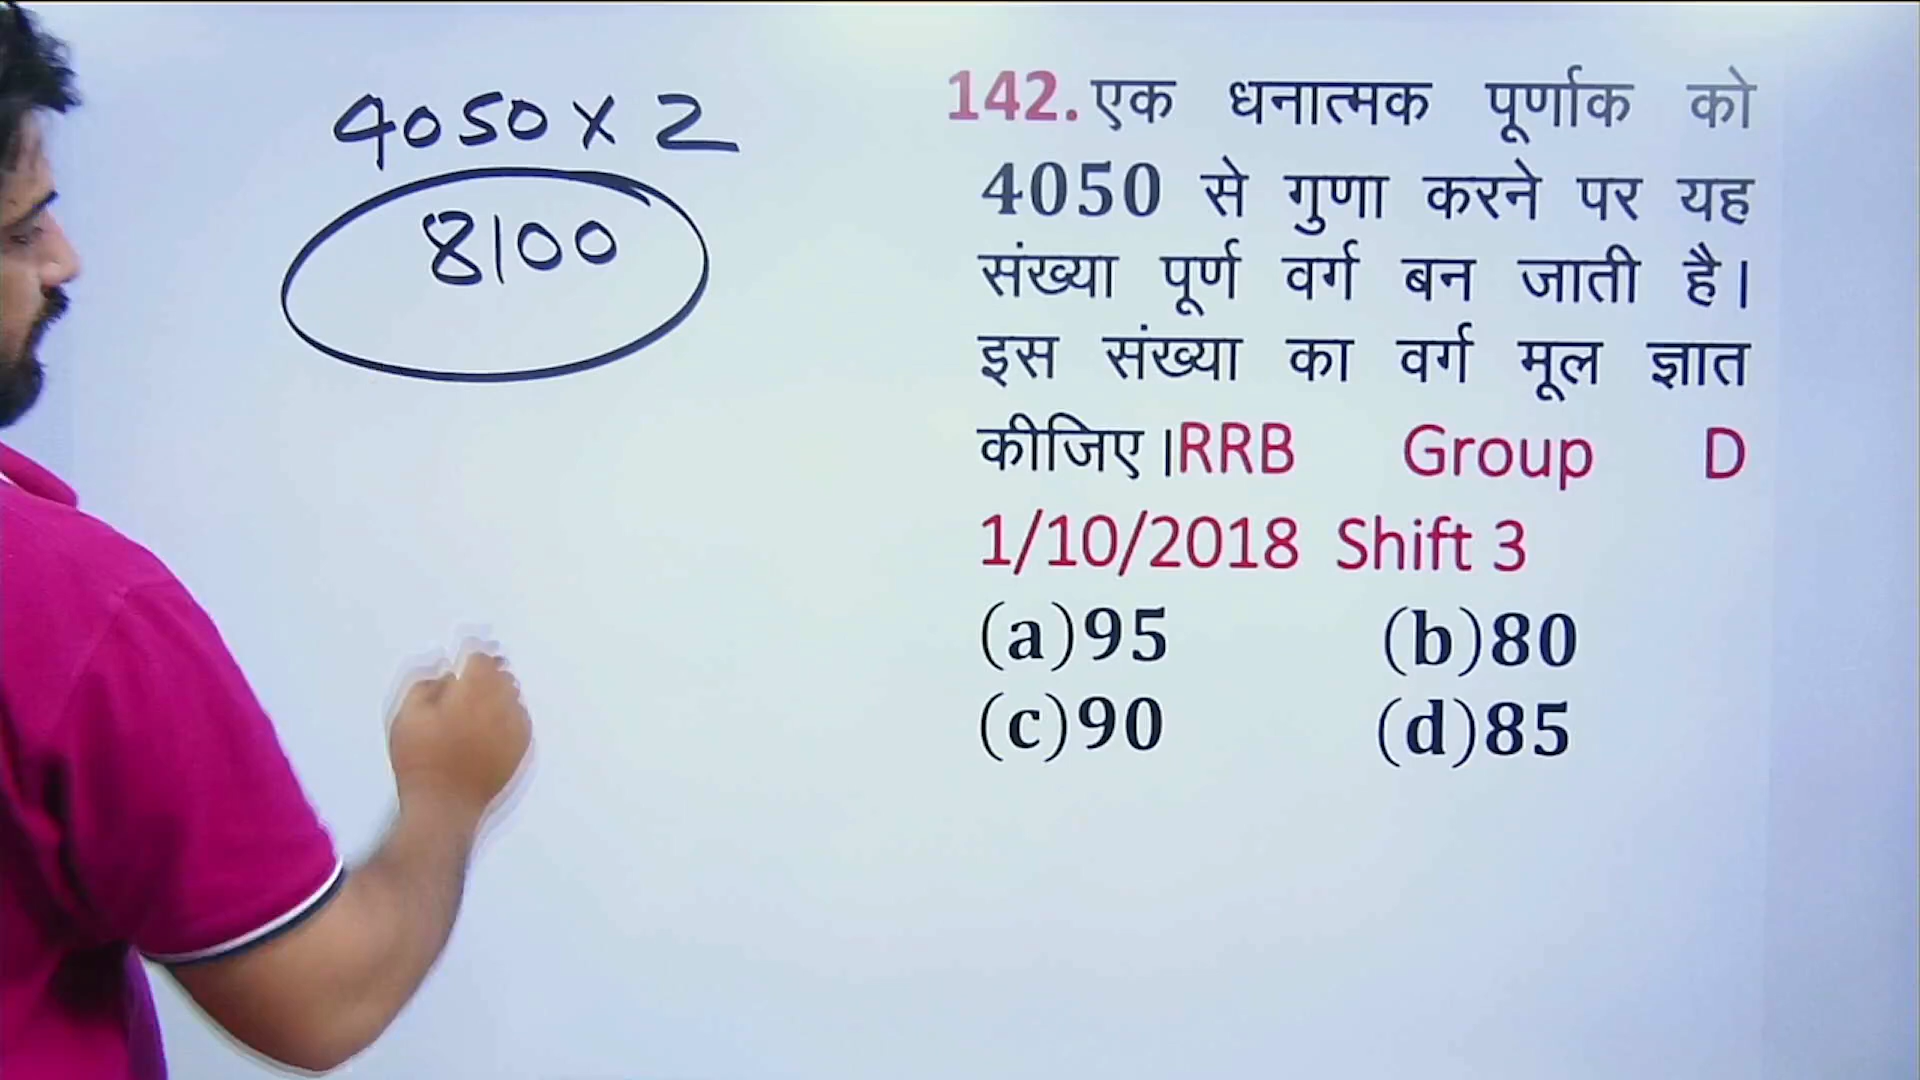 4050 x 2
8100
142. एक धनात्मक पूर्णाक को
4050 से गुणा करने पर यह
संख्या पूर्ण वर्ग बन जाती है।
इस संख्या का वर्ग मूल ज्ञात
कीजिए।RRB Group D
1/10/2018 Shift 3
(a)95 (b)80
(c)90 (d)85